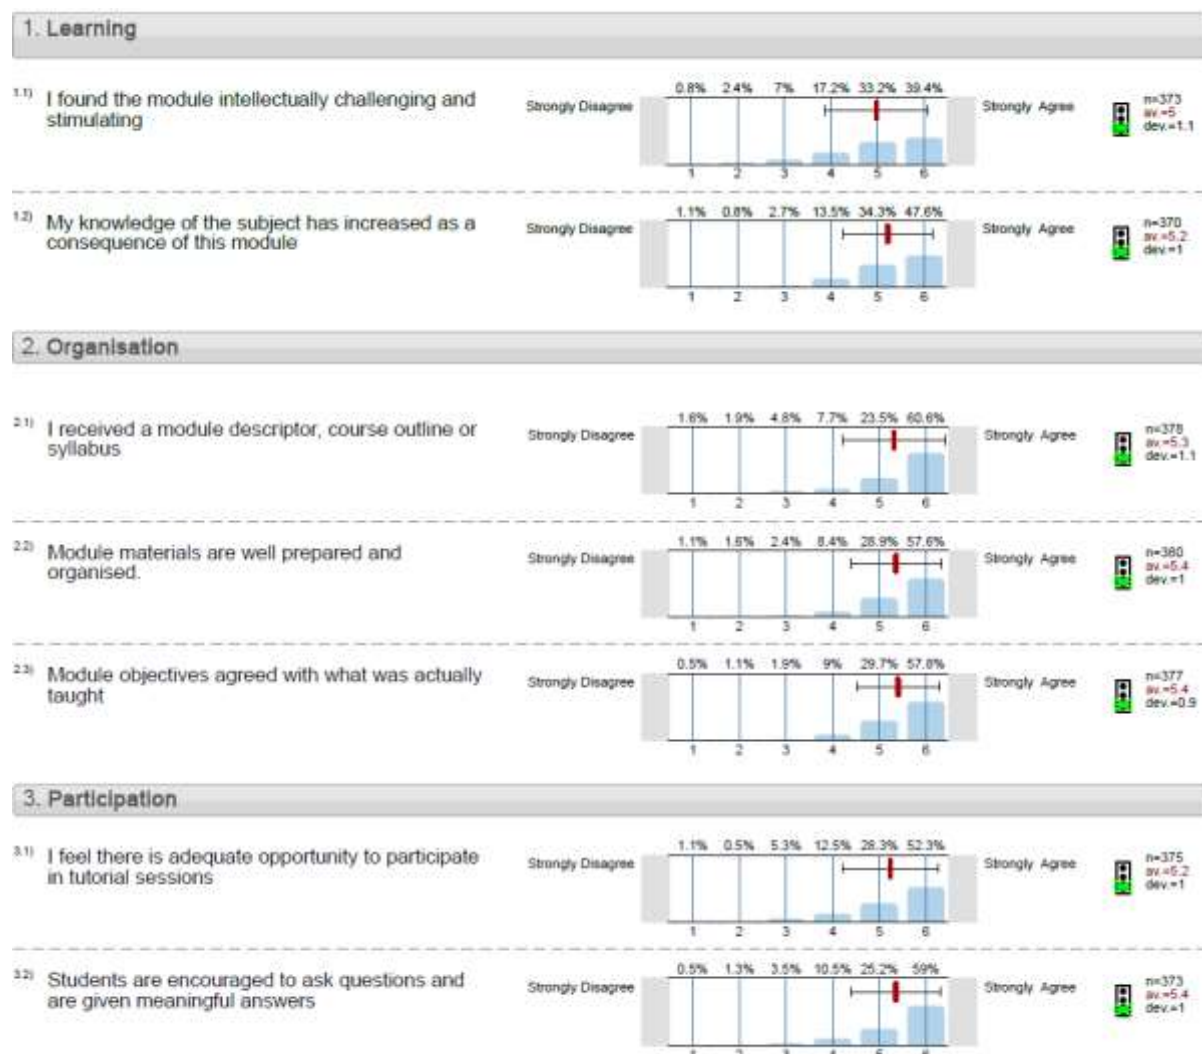 1. Learning
1.1) I found the module intellectually challenging and
stimulating
Strongly Disagree
0.8% 2.4% 7% 17.2% 33.2% 39.4%
1 2 3 4 5 6
Strongly Agree
n=373
av.=5
dev.=1.1
1.2) My knowledge of the subject has increased as a
consequence of this module
Strongly Disagree
1.1% 0.8% 2.7% 13.5% 34.3% 47.6%
1 2 3 4 5 6
Strongly Agree
n=370
av.=5.2
dev.=1
2. Organisation
2.1) I received a module descriptor, course outline or
syllabus
Strongly Disagree
1.6% 1.9% 4.8% 7.7% 23.5% 60.6%
1 2 3 4 5 6
Strongly Agree
n=378
av.=5.3
dev.=1.1
2.2) Module materials are well prepared and
organised.
Strongly Disagree
1.1% 1.6% 2.4% 8.4% 28.9% 57.6%
1 2 3 4 5 6
Strongly Agree
n=380
av.=5.4
dev.=1
2.3) Module objectives agreed with what was actually
taught
Strongly Disagree
0.5% 1.1% 1.9% 9% 29.7% 57.8%
1 2 3 4 5 6
Strongly Agree
n=377
av.=5.4
dev.=0.9
3. Participation
3.1) I feel there is adequate opportunity to participate
in tutorial sessions
Strongly Disagree
1.1% 0.5% 5.3% 12.5% 28.3% 52.3%
1 2 3 4 5 6
Strongly Agree
n=375
av.=5.2
dev.=1
3.2) Students are encouraged to ask questions and
are given meaningful answers
Strongly Disagree
0.5% 1.3% 3.5% 10.5% 25.2% 59%
1 2 3 4 5 6
Strongly Agree
n=373
av.=5.4
dev.=1